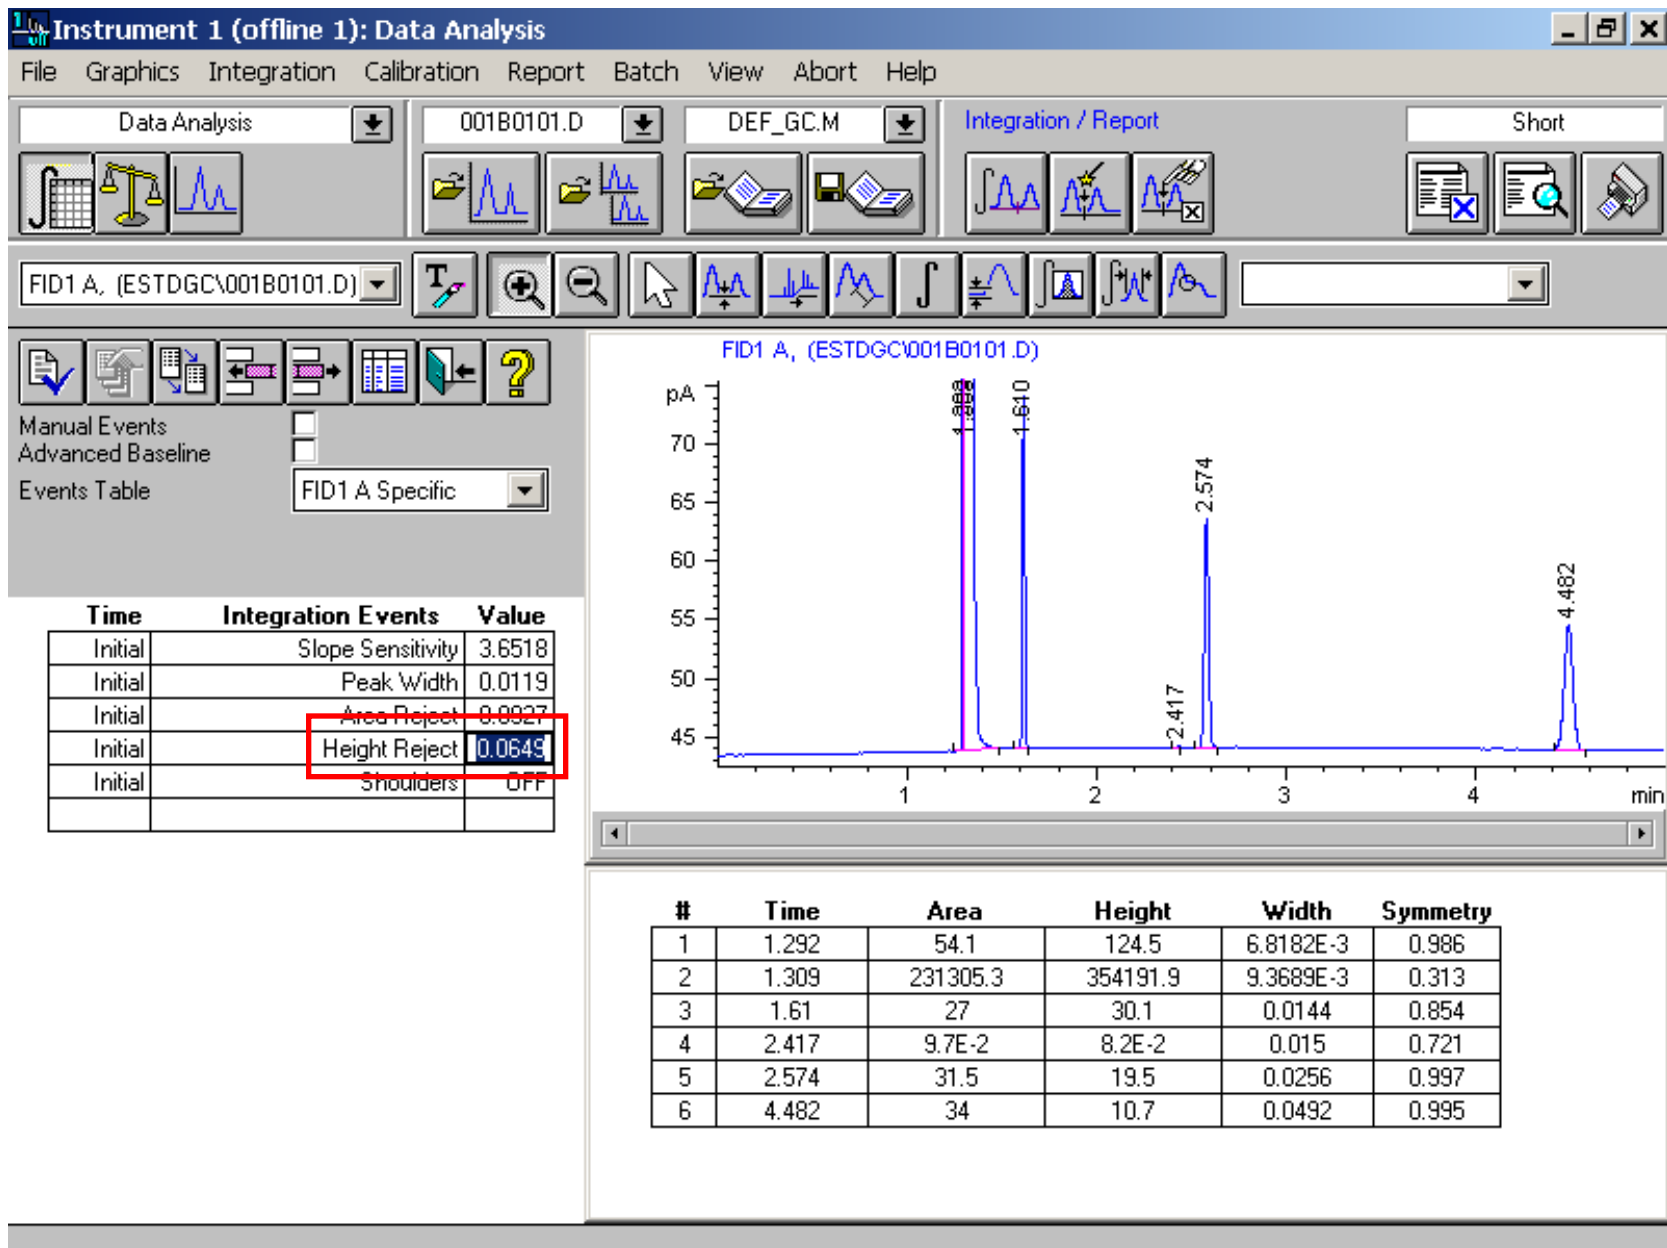 Instrument 1 (offline 1): Data Analysis
File Graphics Integration Calibration Report Batch View Abort Help
Data Analysis 001B0101.D DEF_GC.M Integration / Report Short
FID1 A, (ESTDGC\001B0101.D)
Manual Events
Advanced Baseline
Events Table FID1 A Specific
Time Integration Events Value
Initial Slope Sensitivity 3.6518
Initial Peak Width 0.0119
Initial Area Reject 0.0927
Initial Height Reject 0.0649
Initial Shoulders OFF
FID1 A, (ESTDGC\001B0101.D)
pA
70
65
60
55
50
45
1.610
2.417
2.574
4.482
1 2 3 4 min
# Time Area Height Width Symmetry
1 1.292 54.1 124.5 6.8182E-3 0.986
2 1.309 231305.3 354191.9 9.3689E-3 0.313
3 1.61 27 30.1 0.0144 0.854
4 2.417 9.7E-2 8.2E-2 0.015 0.721
5 2.574 31.5 19.5 0.0256 0.997
6 4.482 34 10.7 0.0492 0.995